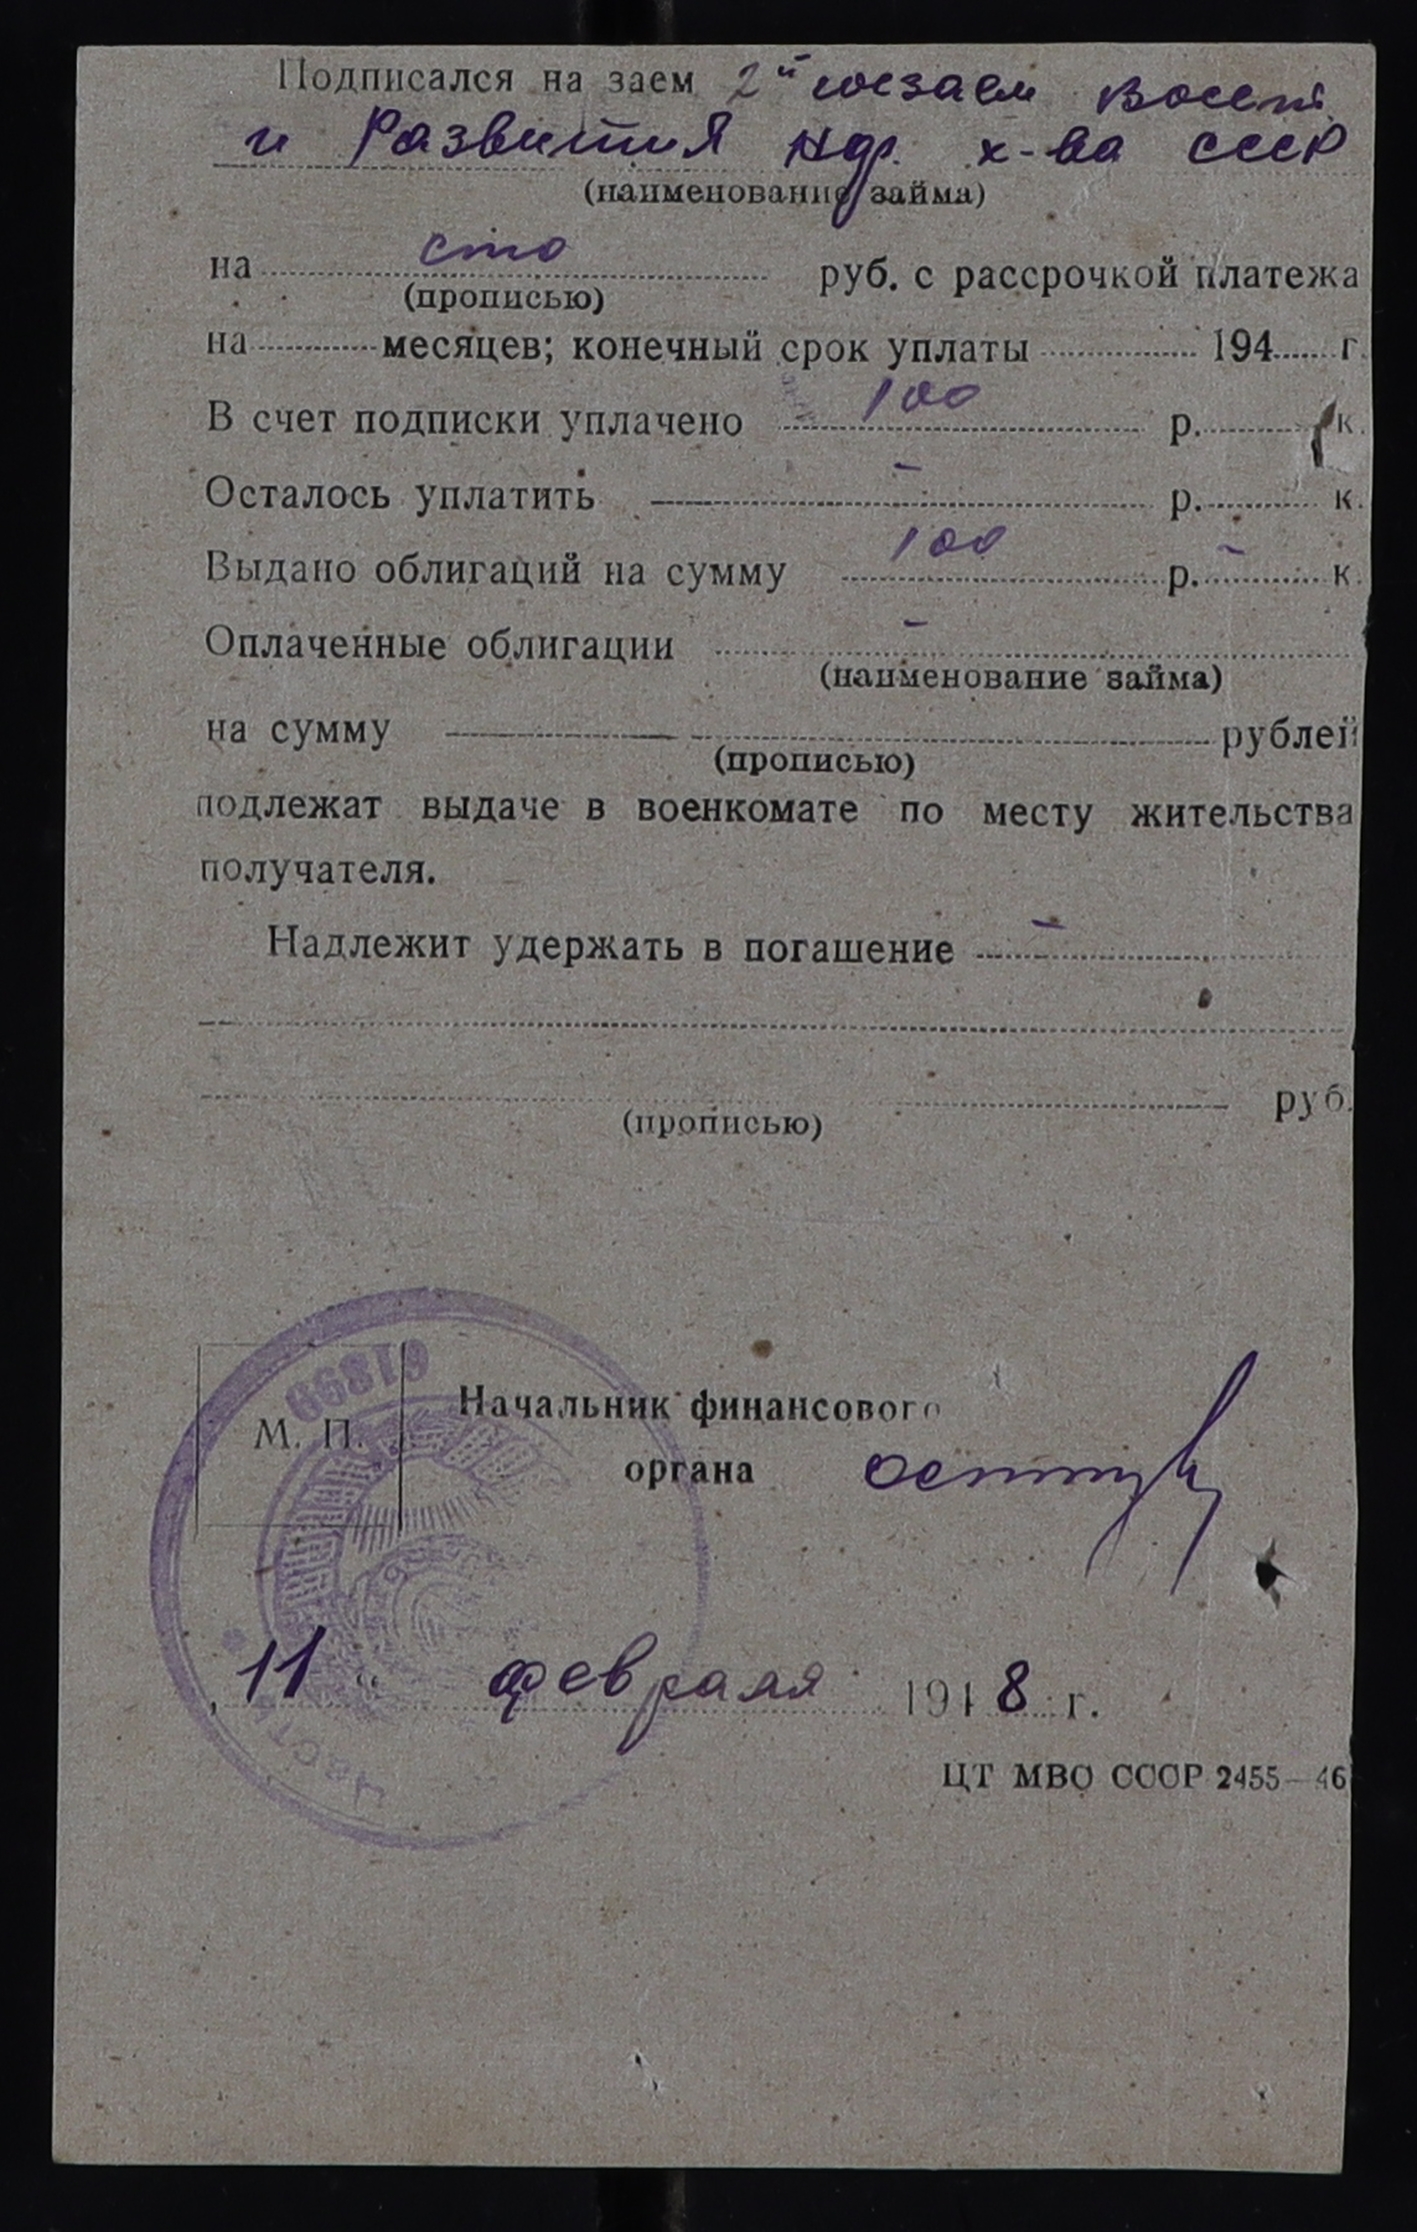 Подписался на заем 2й госзаем Восст.
и Развития Нар. х-ва СССР
(наименование займа)
на сто руб. с рассрочкой платежа
(прописью)
на месяцев; конечный срок уплаты 194 г.
В счет подписки уплачено 100 р. к.
Осталось уплатить - р. к.
Выдано облигаций на сумму 100 р. - к.
Оплаченные облигации -
(наименование займа)
на сумму рублей
(прописью)
подлежат выдаче в военкомате по месту жительства
получателя.
Надлежит удержать в погашение -
руб.
(прописью)
61899
М. П.
Начальник финансового
органа
„ 11 “ февраля 1948 г.
ЦТ МВО СССР 2455—46